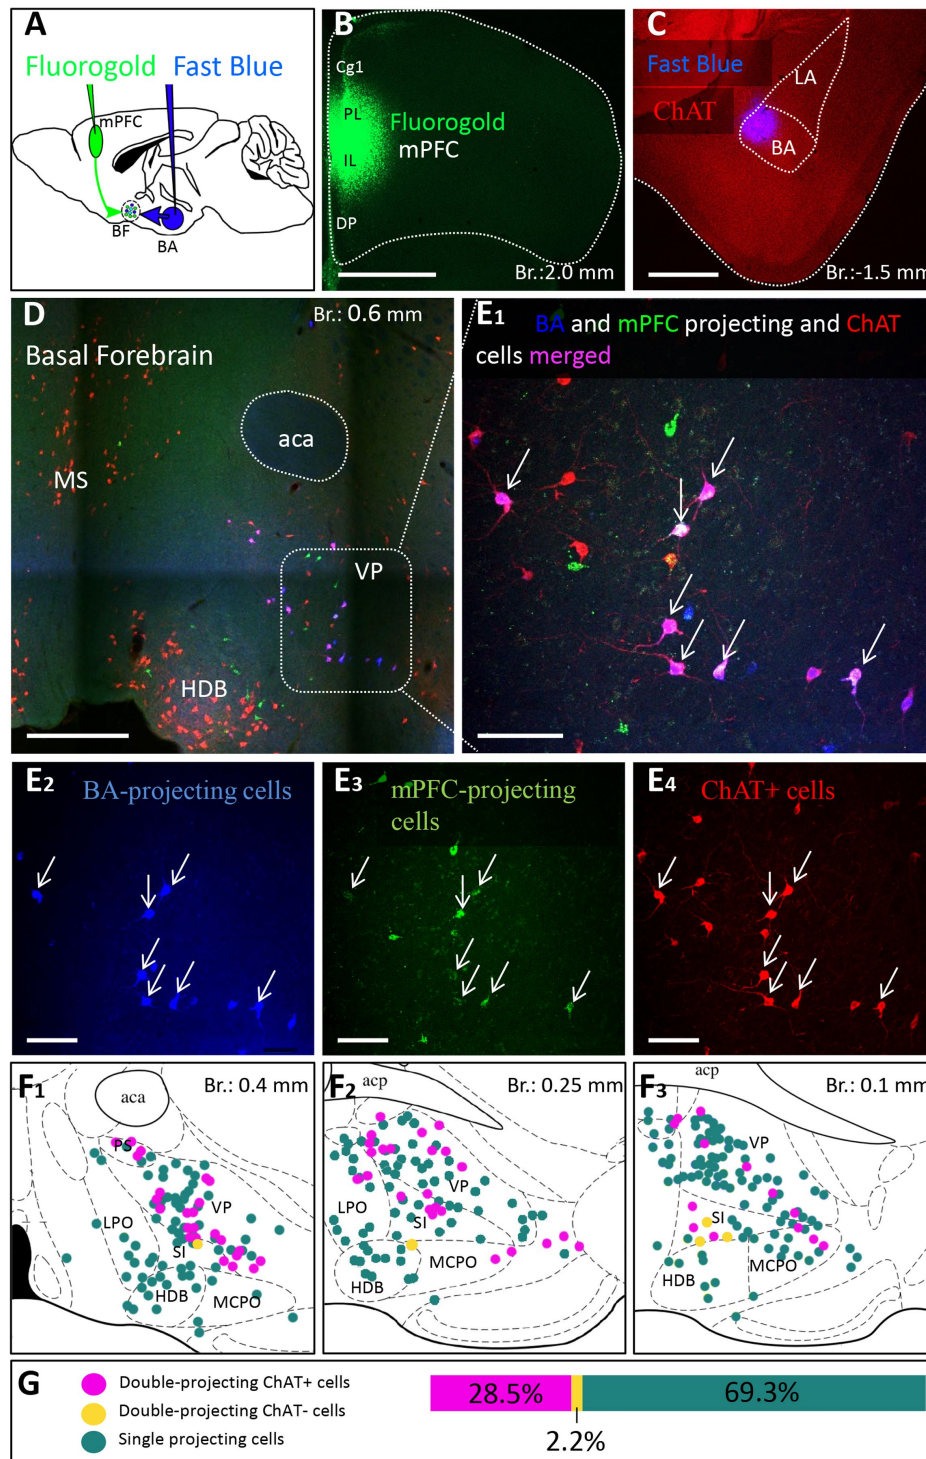 A
Fluorogold Fast Blue
mPFC
BF
BA
B
Cg1
PL
Fluorogold
mPFC
IL
DP
Br.:2.0 mm
C
Fast Blue
LA
ChAT
BA
Br.:-1.5 mm
D
Br.: 0.6 mm
Basal Forebrain
aca
MS
VP
HDB
E1
BA and mPFC projecting and ChAT
cells merged
E2
BA-projecting cells
E3
mPFC-projecting
cells
E4
ChAT+ cells
F1
Br.: 0.4 mm
aca
PS
VP
LPO
SI
HDB
MCPO
F2
Br.: 0.25 mm
acp
VP
LPO
SI
MCPO
HDB
F3
Br.: 0.1 mm
acp
VP
SI
HDB
MCPO
G
Double-projecting ChAT+ cells
Double-projecting ChAT- cells
Single projecting cells
28.5%
69.3%
2.2%